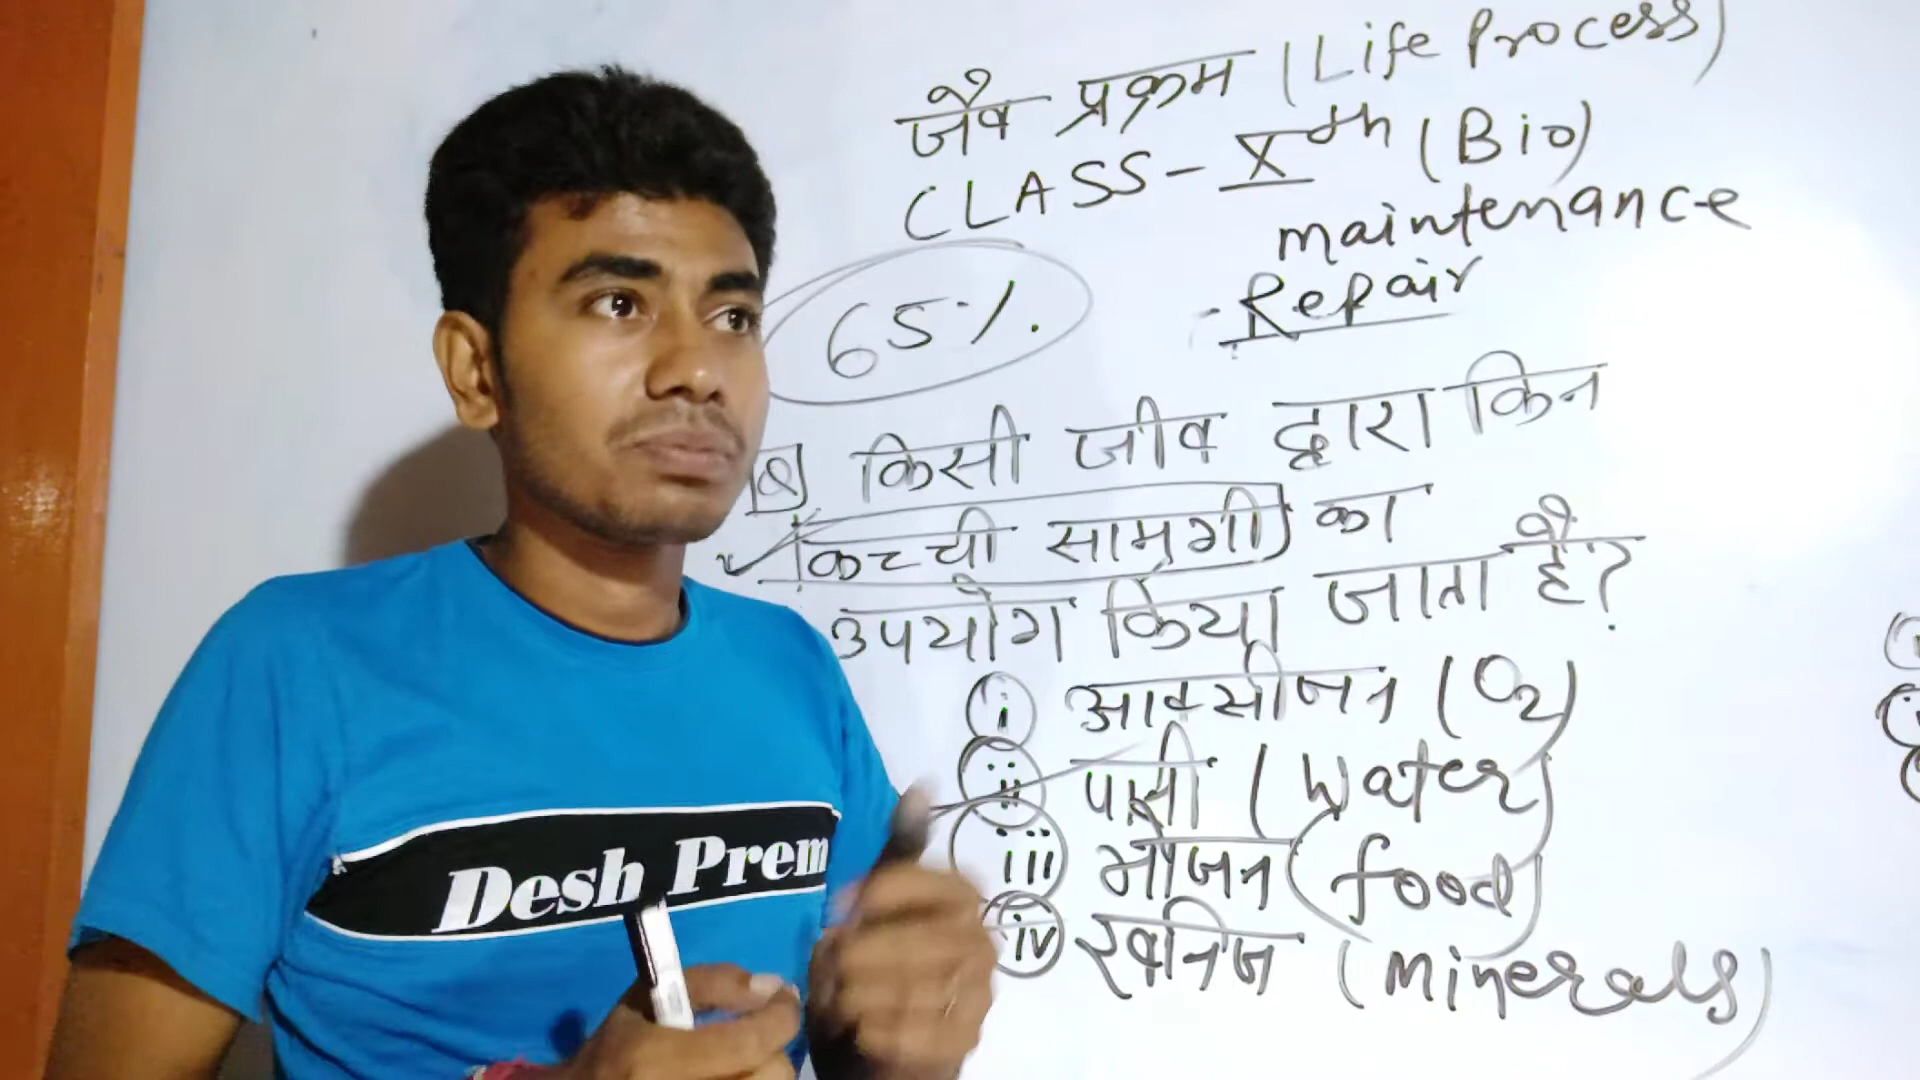 जैव प्रक्रम (Life Process)
CLASS - Xth (Bio)
maintenance
65%.
- Repair
Q किसी जीव द्वारा किन
कच्ची सामग्री का
उपयोग किया जाता है?
i आक्सीजन (O2)
ii पानी (Water)
iii भोजन (food)
iv खनिज (Minerals)
Desh Prem